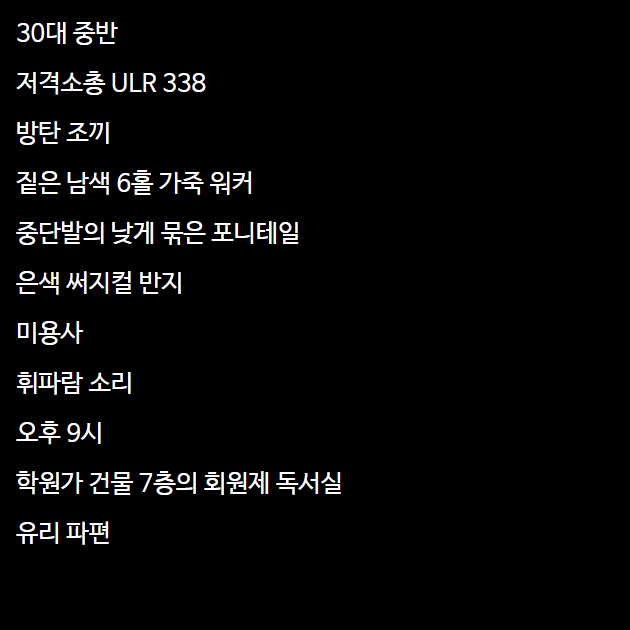 30대 중반
저격소총 ULR 338
방탄 조끼
짙은 남색 6홀 가죽 워커
중단발의 낮게 묶은 포니테일
은색 써지컬 반지
미용사
휘파람 소리
오후 9시
학원가 건물 7층의 회원제 독서실
유리 파편